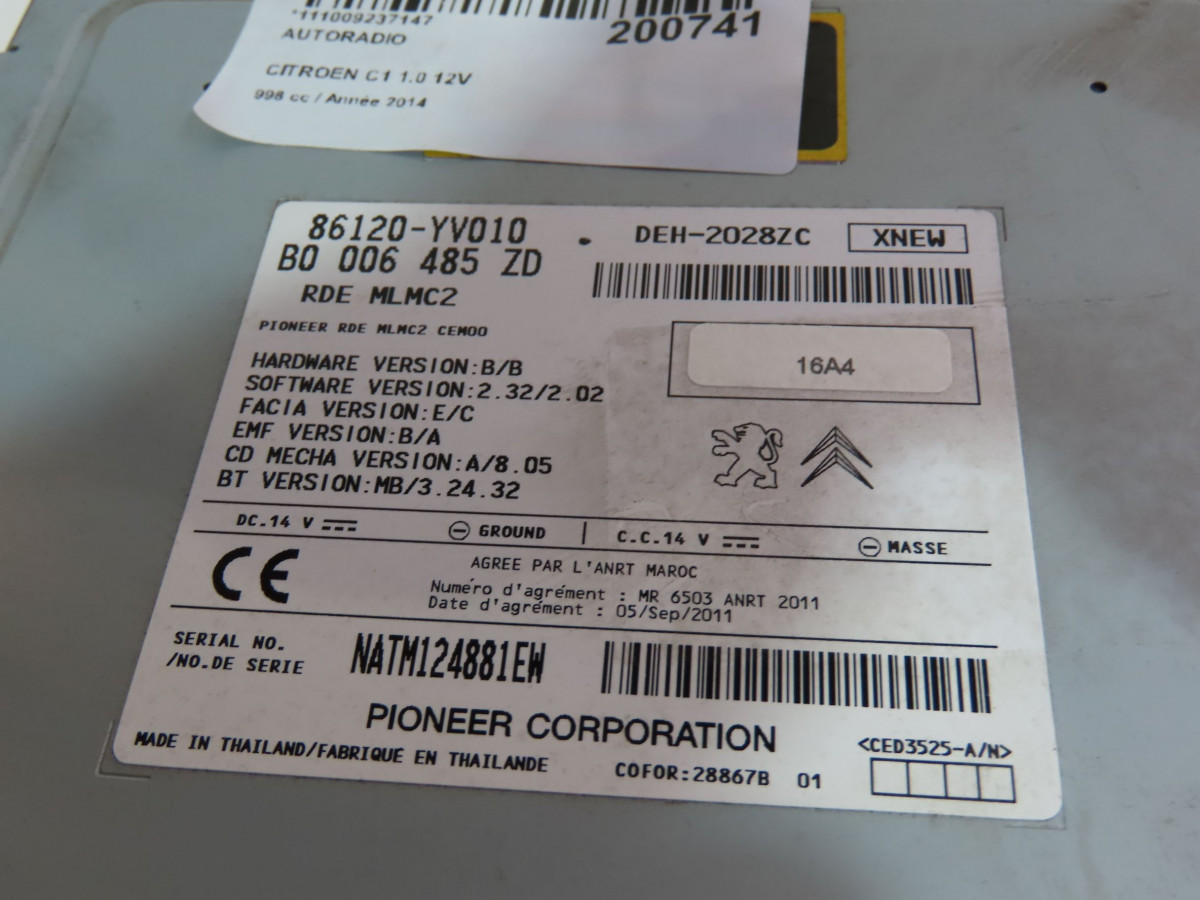 *111009237147
200741
AUTORADIO
CITROEN C1 1.0 12V
998 cc / Année 2014
86120-YV010
DEH-2028ZC
XNEW
B0 006 485 ZD
RDE MLMC2
PIONEER RDE MLMC2 CEM00
16A4
HARDWARE VERSION:B/B
SOFTWARE VERSION:2.32/2.02
FACIA VERSION:E/C
EMF VERSION:B/A
CD MECHA VERSION:A/8.05
BT VERSION:MB/3.24.32
DC.14 V GROUND | C.C.14 V MASSE
CE
AGREE PAR L'ANRT MAROC
Numéro d'agrément : MR 6503 ANRT 2011
Date d'agrément : 05/Sep/2011
SERIAL NO.
/NO.DE SERIE
NATM124881EW
PIONEER CORPORATION
MADE IN THAILAND/FABRIQUÉ EN THAILANDE
COFOR:28867B 01
<CED3525-A/N>